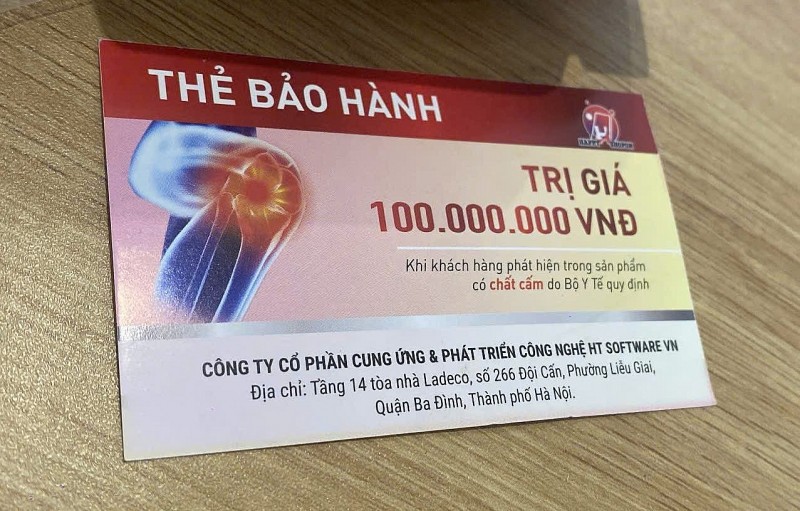 THẺ BẢO HÀNH
TRỊ GIÁ
100.000.000 VNĐ
Khi khách hàng phát hiện trong sản phẩm
có chất cấm do Bộ Y Tế quy định
CÔNG TY CỔ PHẦN CUNG ỨNG & PHÁT TRIỂN CÔNG NGHỆ HT SOFTWARE VN
Địa chỉ: Tầng 14 tòa nhà Ladeco, số 266 Đội Cấn, Phường Liễu Giai,
Quận Ba Đình, Thành phố Hà Nội.